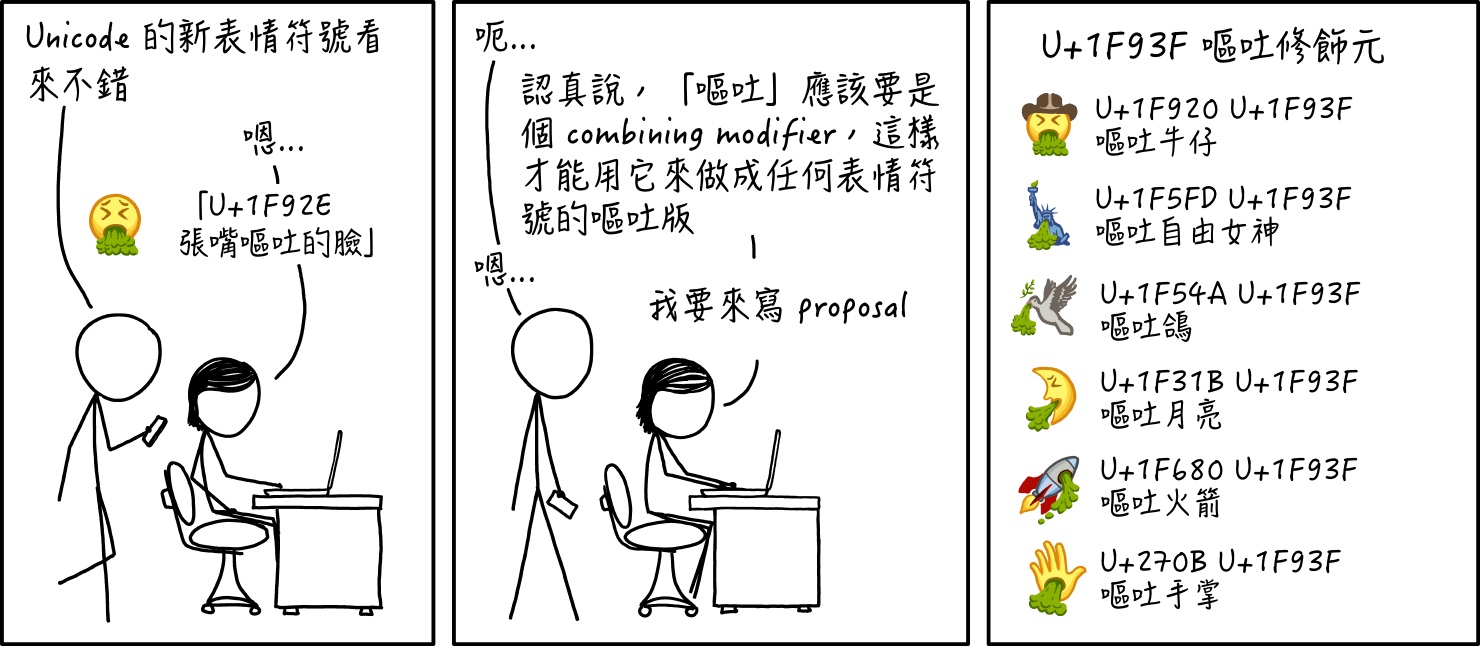 Unicode 的新表情符號看
來不錯
嗯...
「U+1F92E
張嘴嘔吐的臉」
呃...
認真說，「嘔吐」應該要是
個 combining modifier，這樣
才能用它來做成任何表情符
號的嘔吐版
嗯...
我要來寫 proposal
U+1F93F 嘔吐修飾元
U+1F920 U+1F93F
嘔吐牛仔
U+1F5FD U+1F93F
嘔吐自由女神
U+1F54A U+1F93F
嘔吐鴿
U+1F31B U+1F93F
嘔吐月亮
U+1F680 U+1F93F
嘔吐火箭
U+270B U+1F93F
嘔吐手掌